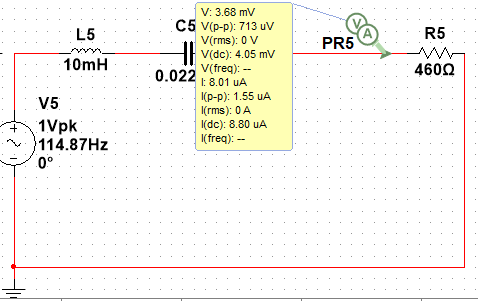 V: 3.68 mV
V(p-p): 713 uV
V(rms): 0 V
V(dc): 4.05 mV
V(freq): --
I: 8.01 uA
I(p-p): 1.55 uA
I(rms): 0 A
I(dc): 8.80 uA
I(freq): --
L5
10mH
C5
0.022
V
A
PR5
R5
460Ω
V5
1Vpk
114.87Hz
0°